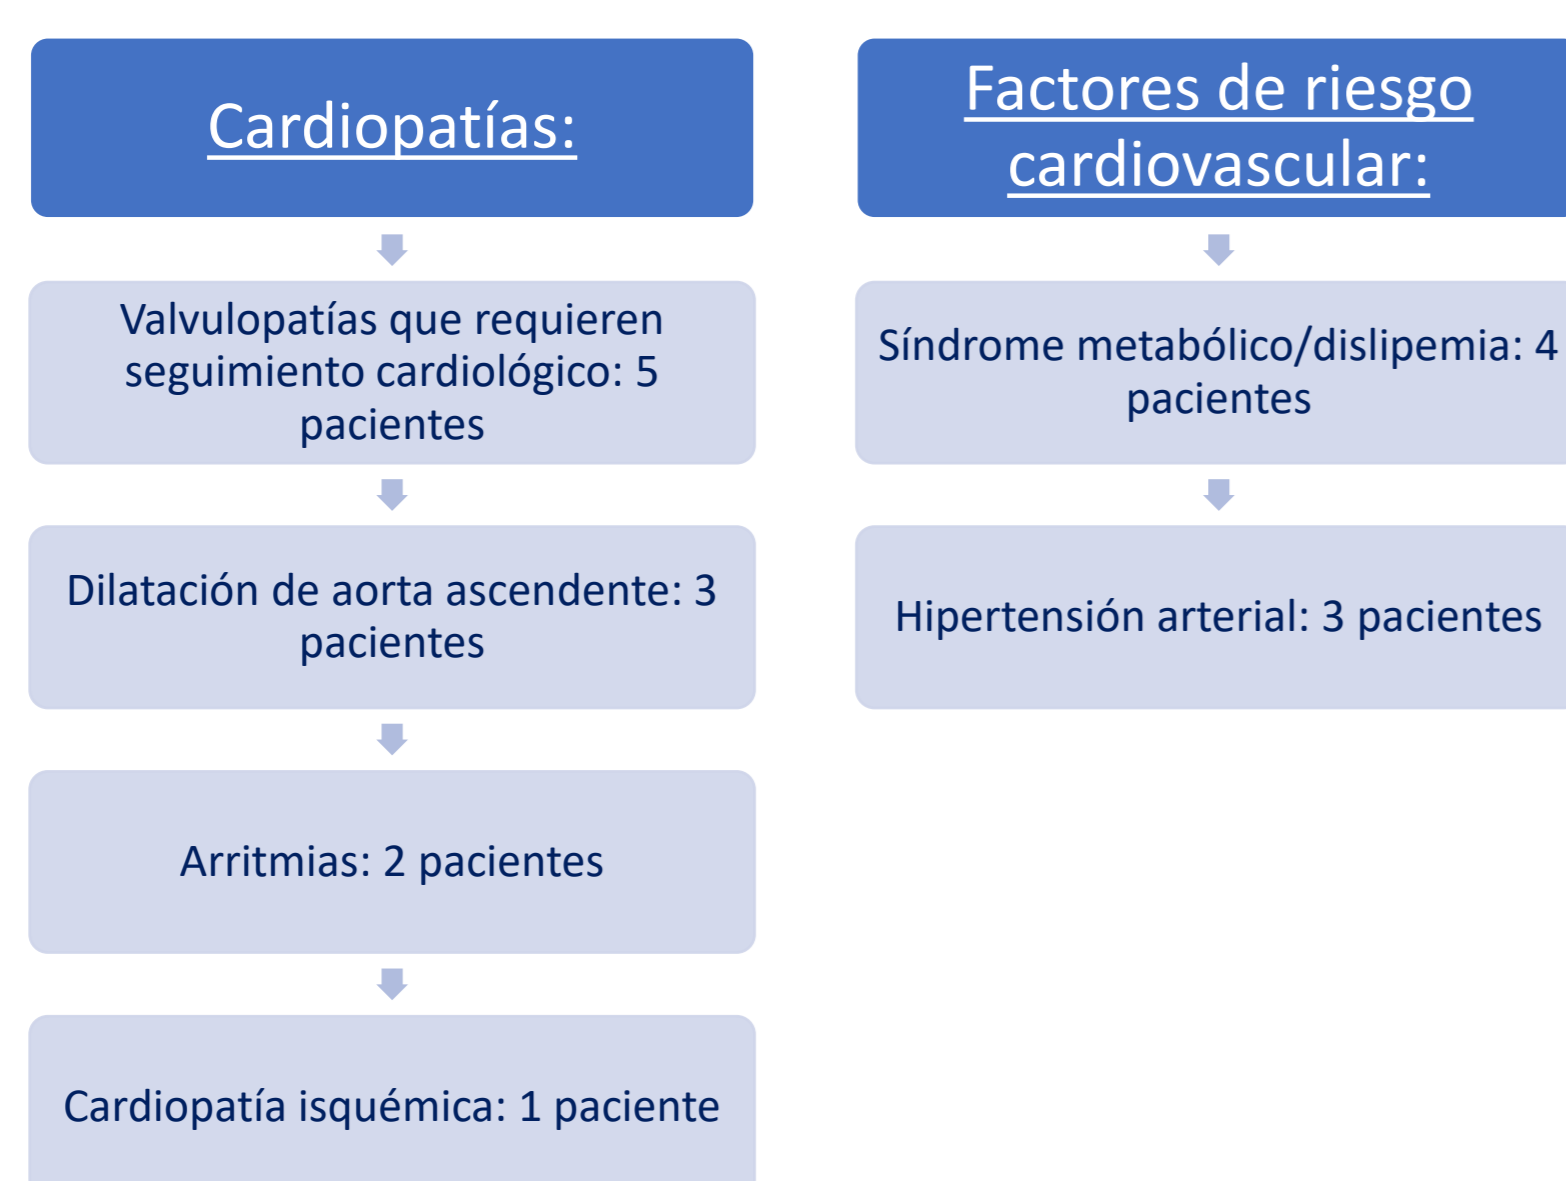 Cardiopatías:
Valvulopatías que requieren
seguimiento cardiológico: 5
pacientes
Dilatación de aorta ascendente: 3
pacientes
Arritmias: 2 pacientes
Cardiopatía isquémica: 1 paciente
Factores de riesgo
cardiovascular:
Síndrome metabólico/dislipemia: 4
pacientes
Hipertensión arterial: 3 pacientes